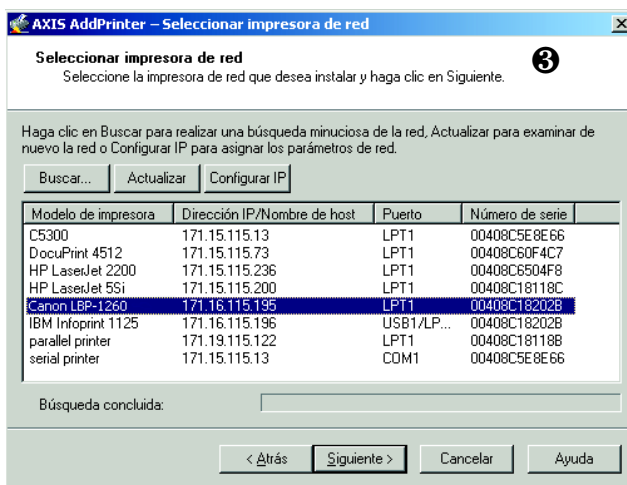 AXIS AddPrinter – Seleccionar impresora de red
Seleccionar impresora de red
Seleccione la impresora de red que desea instalar y haga clic en Siguiente.
❸
Haga clic en Buscar para realizar una búsqueda minuciosa de la red, Actualizar para examinar de
nuevo la red o Configurar IP para asignar los parámetros de red.
Buscar... Actualizar Configurar IP
Modelo de impresora Dirección IP/Nombre de host Puerto Número de serie
C5300 171.15.115.13 LPT1 00408C5E8E66
DocuPrint 4512 171.15.115.73 LPT1 00408C60F4C7
HP LaserJet 2200 171.15.115.236 LPT1 00408C6504F8
HP LaserJet 5Si 171.15.115.200 LPT1 00408C18118C
Canon LBP-1260 171.16.115.195 LPT1 00408C18202B
IBM Infoprint 1125 171.16.115.196 USB1/LP... 00408C18202B
parallel printer 171.19.115.122 LPT1 00408C18118B
serial printer 171.15.115.13 COM1 00408C5E8E66
Búsqueda concluida:
< Atrás Siguiente > Cancelar Ayuda